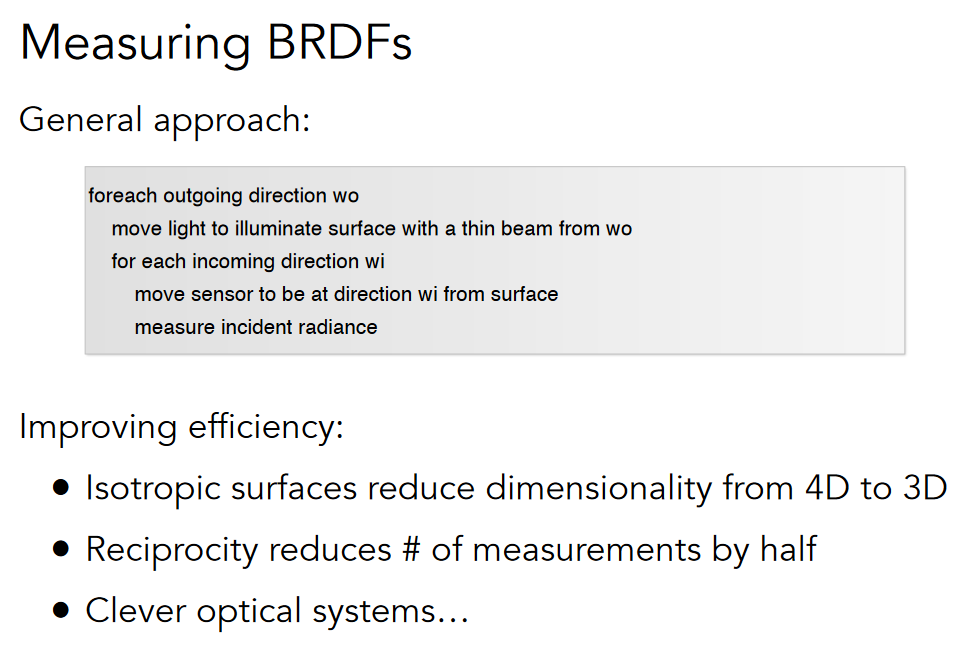 Measuring BRDFs
General approach:
foreach outgoing direction wo
move light to illuminate surface with a thin beam from wo
for each incoming direction wi
move sensor to be at direction wi from surface
measure incident radiance
Improving efficiency:
• Isotropic surfaces reduce dimensionality from 4D to 3D
• Reciprocity reduces # of measurements by half
• Clever optical systems…